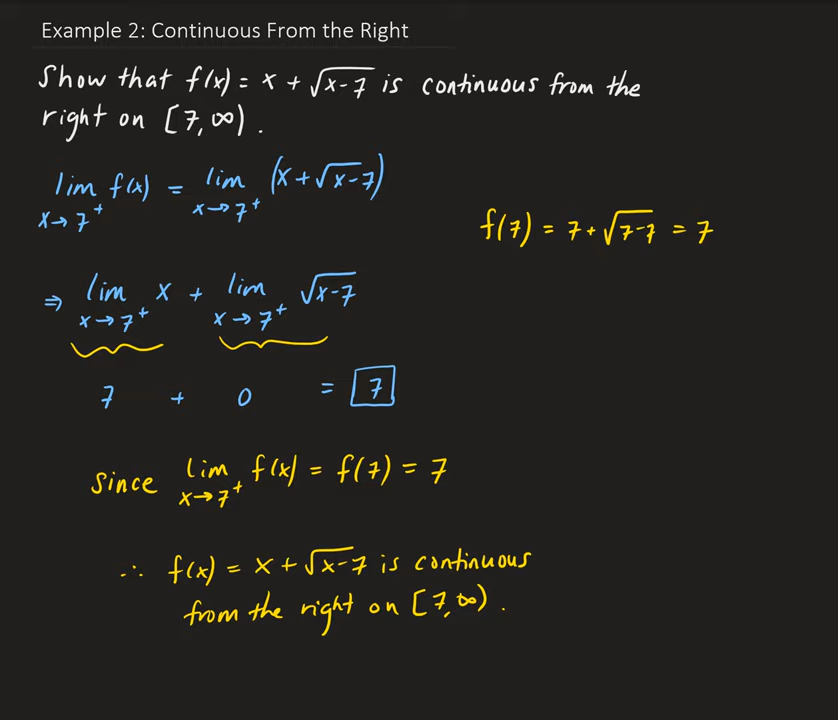 Example 2: Continuous From the Right
Show that f(x) = x + √(x-7) is continuous from the
right on [7, ∞).
lim f(x) = lim (x + √(x-7))
x→7⁺ x→7⁺
f(7) = 7 + √(7-7) = 7
⇒ lim x + lim √(x-7)
x→7⁺ x→7⁺
7 + 0 = 7
Since lim f(x) = f(7) = 7
x→7⁺
∴ f(x) = x + √(x-7) is continuous
from the right on [7, ∞).